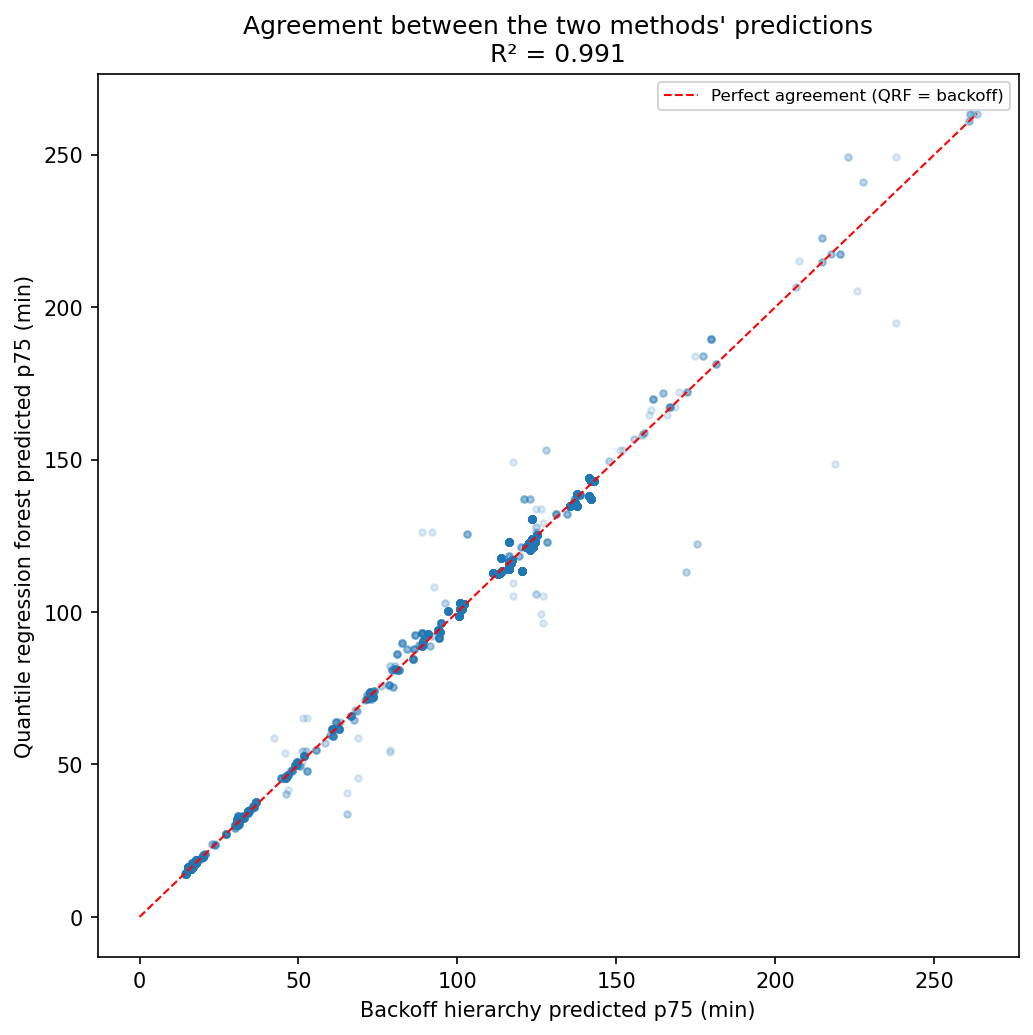 Agreement between the two methods' predictions
R² = 0.991
Perfect agreement (QRF = backoff)
Quantile regression forest predicted p75 (min)
250
200
150
100
50
0
0 50 100 150 200 250
Backoff hierarchy predicted p75 (min)